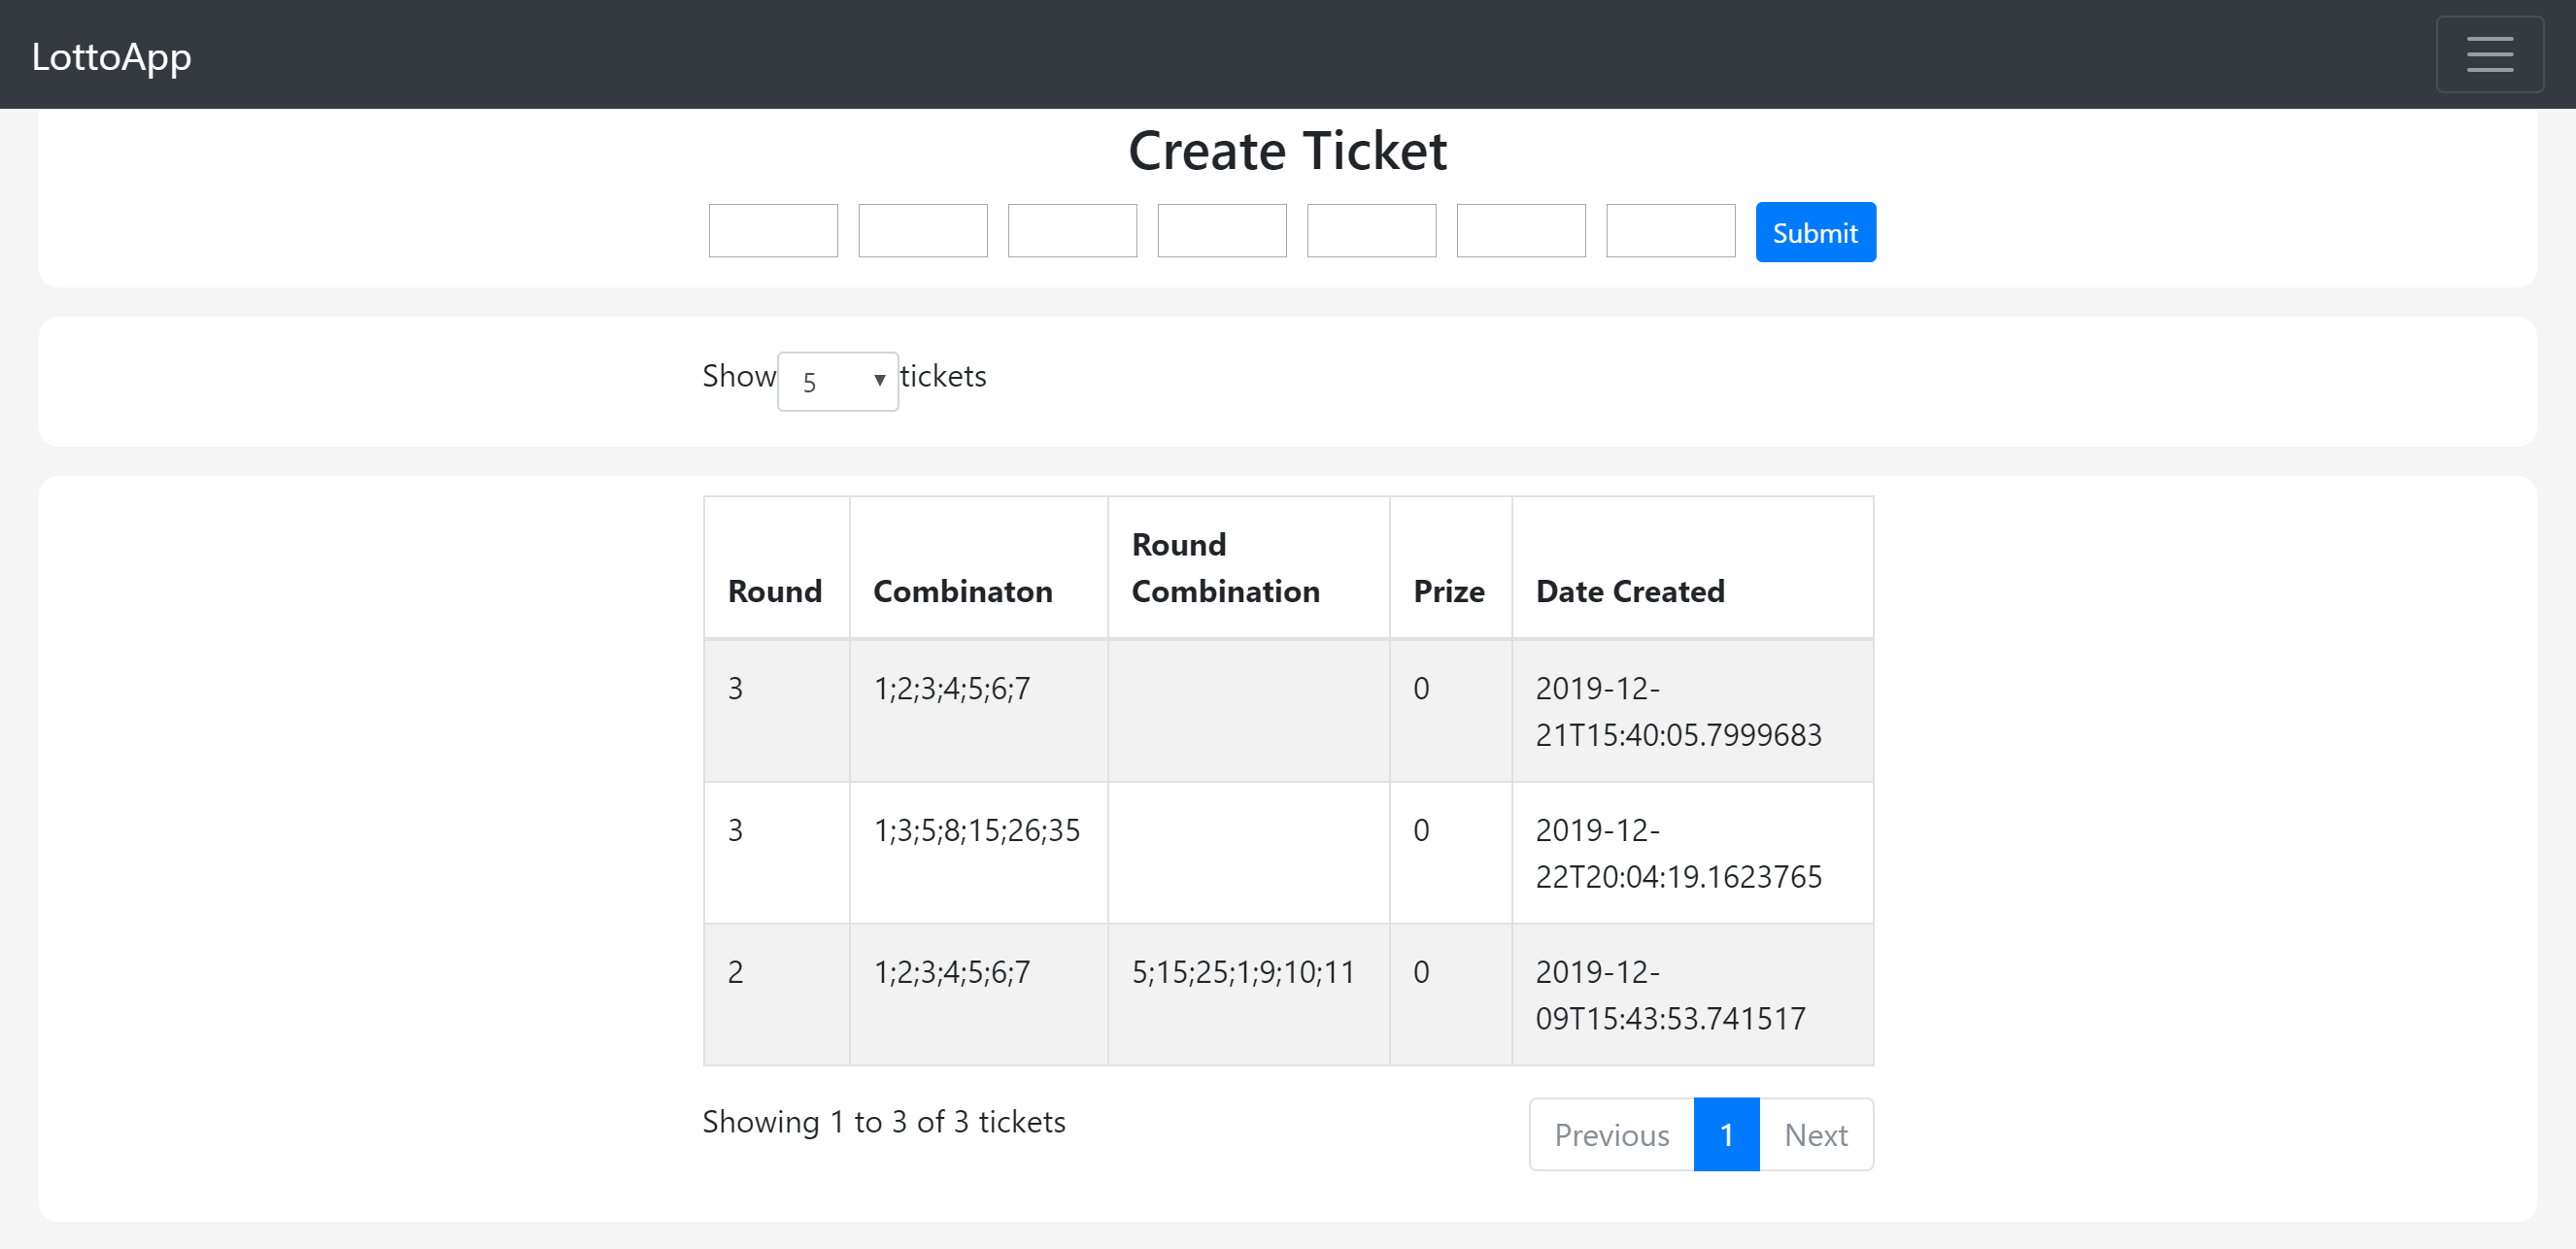 LottoApp
Create Ticket
Submit
Show 5 tickets
Round Combinaton Round Combination Prize Date Created
3 1;2;3;4;5;6;7 0 2019-12-
21T15:40:05.7999683
3 1;3;5;8;15;26;35 0 2019-12-
22T20:04:19.1623765
2 1;2;3;4;5;6;7 5;15;25;1;9;10;11 0 2019-12-
09T15:43:53.741517
Showing 1 to 3 of 3 tickets
Previous 1 Next